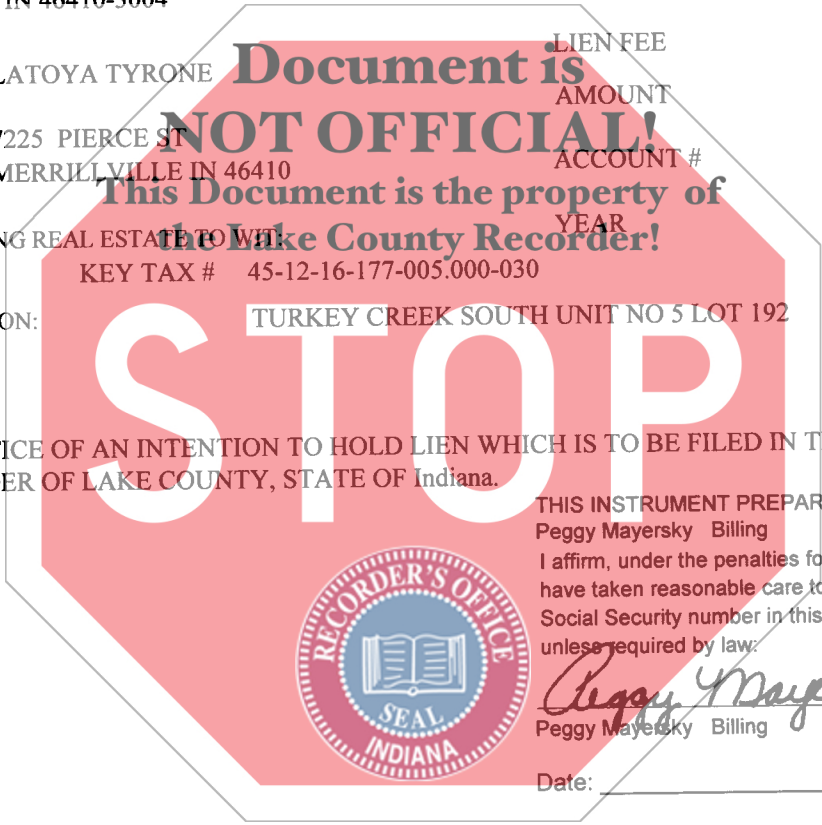 IN 46410-3004
LIEN FEE
LATOYA TYRONE
Document is
AMOUNT
7225 PIERCE ST
NOT OFFICIAL!
MERRILLVILLE IN 46410
ACCOUNT #
This Document is the property of
YEAR
NG REAL ESTATE TO WIT:
the Lake County Recorder!
KEY TAX # 45-12-16-177-005.000-030
ON:
TURKEY CREEK SOUTH UNIT NO 5 LOT 192
STOP
ICE OF AN INTENTION TO HOLD LIEN WHICH IS TO BE FILED IN T
ER OF LAKE COUNTY, STATE OF Indiana.
THIS INSTRUMENT PREPAR
Peggy Mayersky Billing
I affirm, under the penalties fo
have taken reasonable care to
Social Security number in this
unless required by law:
RECORDER'S OFFICE
SEAL
INDIANA
Peggy Maye
Peggy Mayersky Billing
Date: